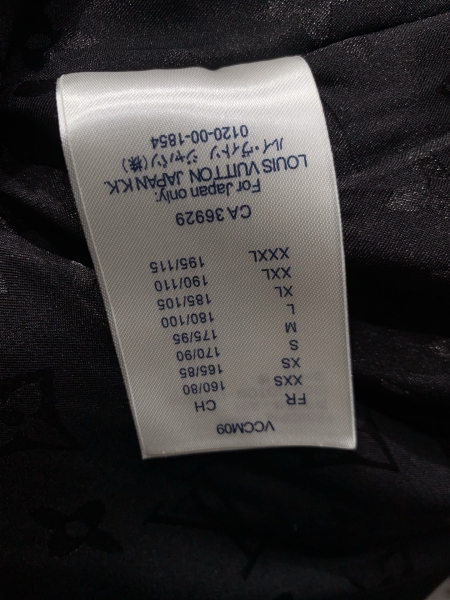 VCCM09
FR CH
XXS 160/80
XS 165/85
S 170/90
M 175/95
L 180/100
XL 185/105
XXL 190/110
XXXL 195/115
CA 36929
For Japan only:
LOUIS VUITTON JAPAN K.K.
ルイ・ヴィトン ジャパン(株)
0120-00-1854